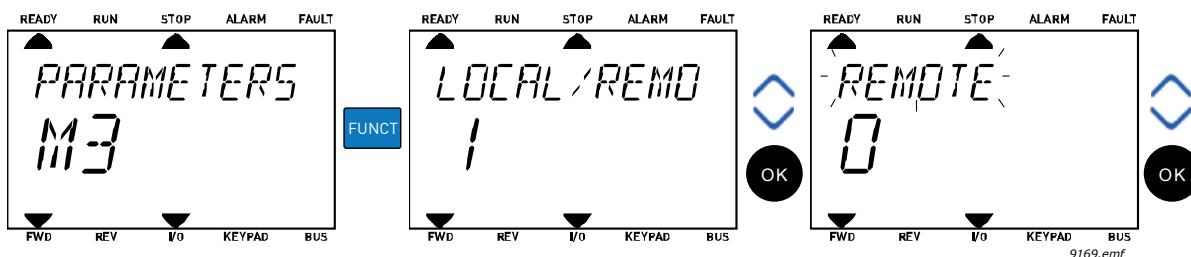 READY RUN STOP ALARM FAULT
PARAMETERS
M3
FWD REV I/O KEYPAD BUS
FUNCT
READY RUN STOP ALARM FAULT
LOCAL/REMO
1
FWD REV I/O KEYPAD BUS
OK
READY RUN STOP ALARM FAULT
REMOTE
0
FWD REV I/O KEYPAD BUS
OK
9169.emf